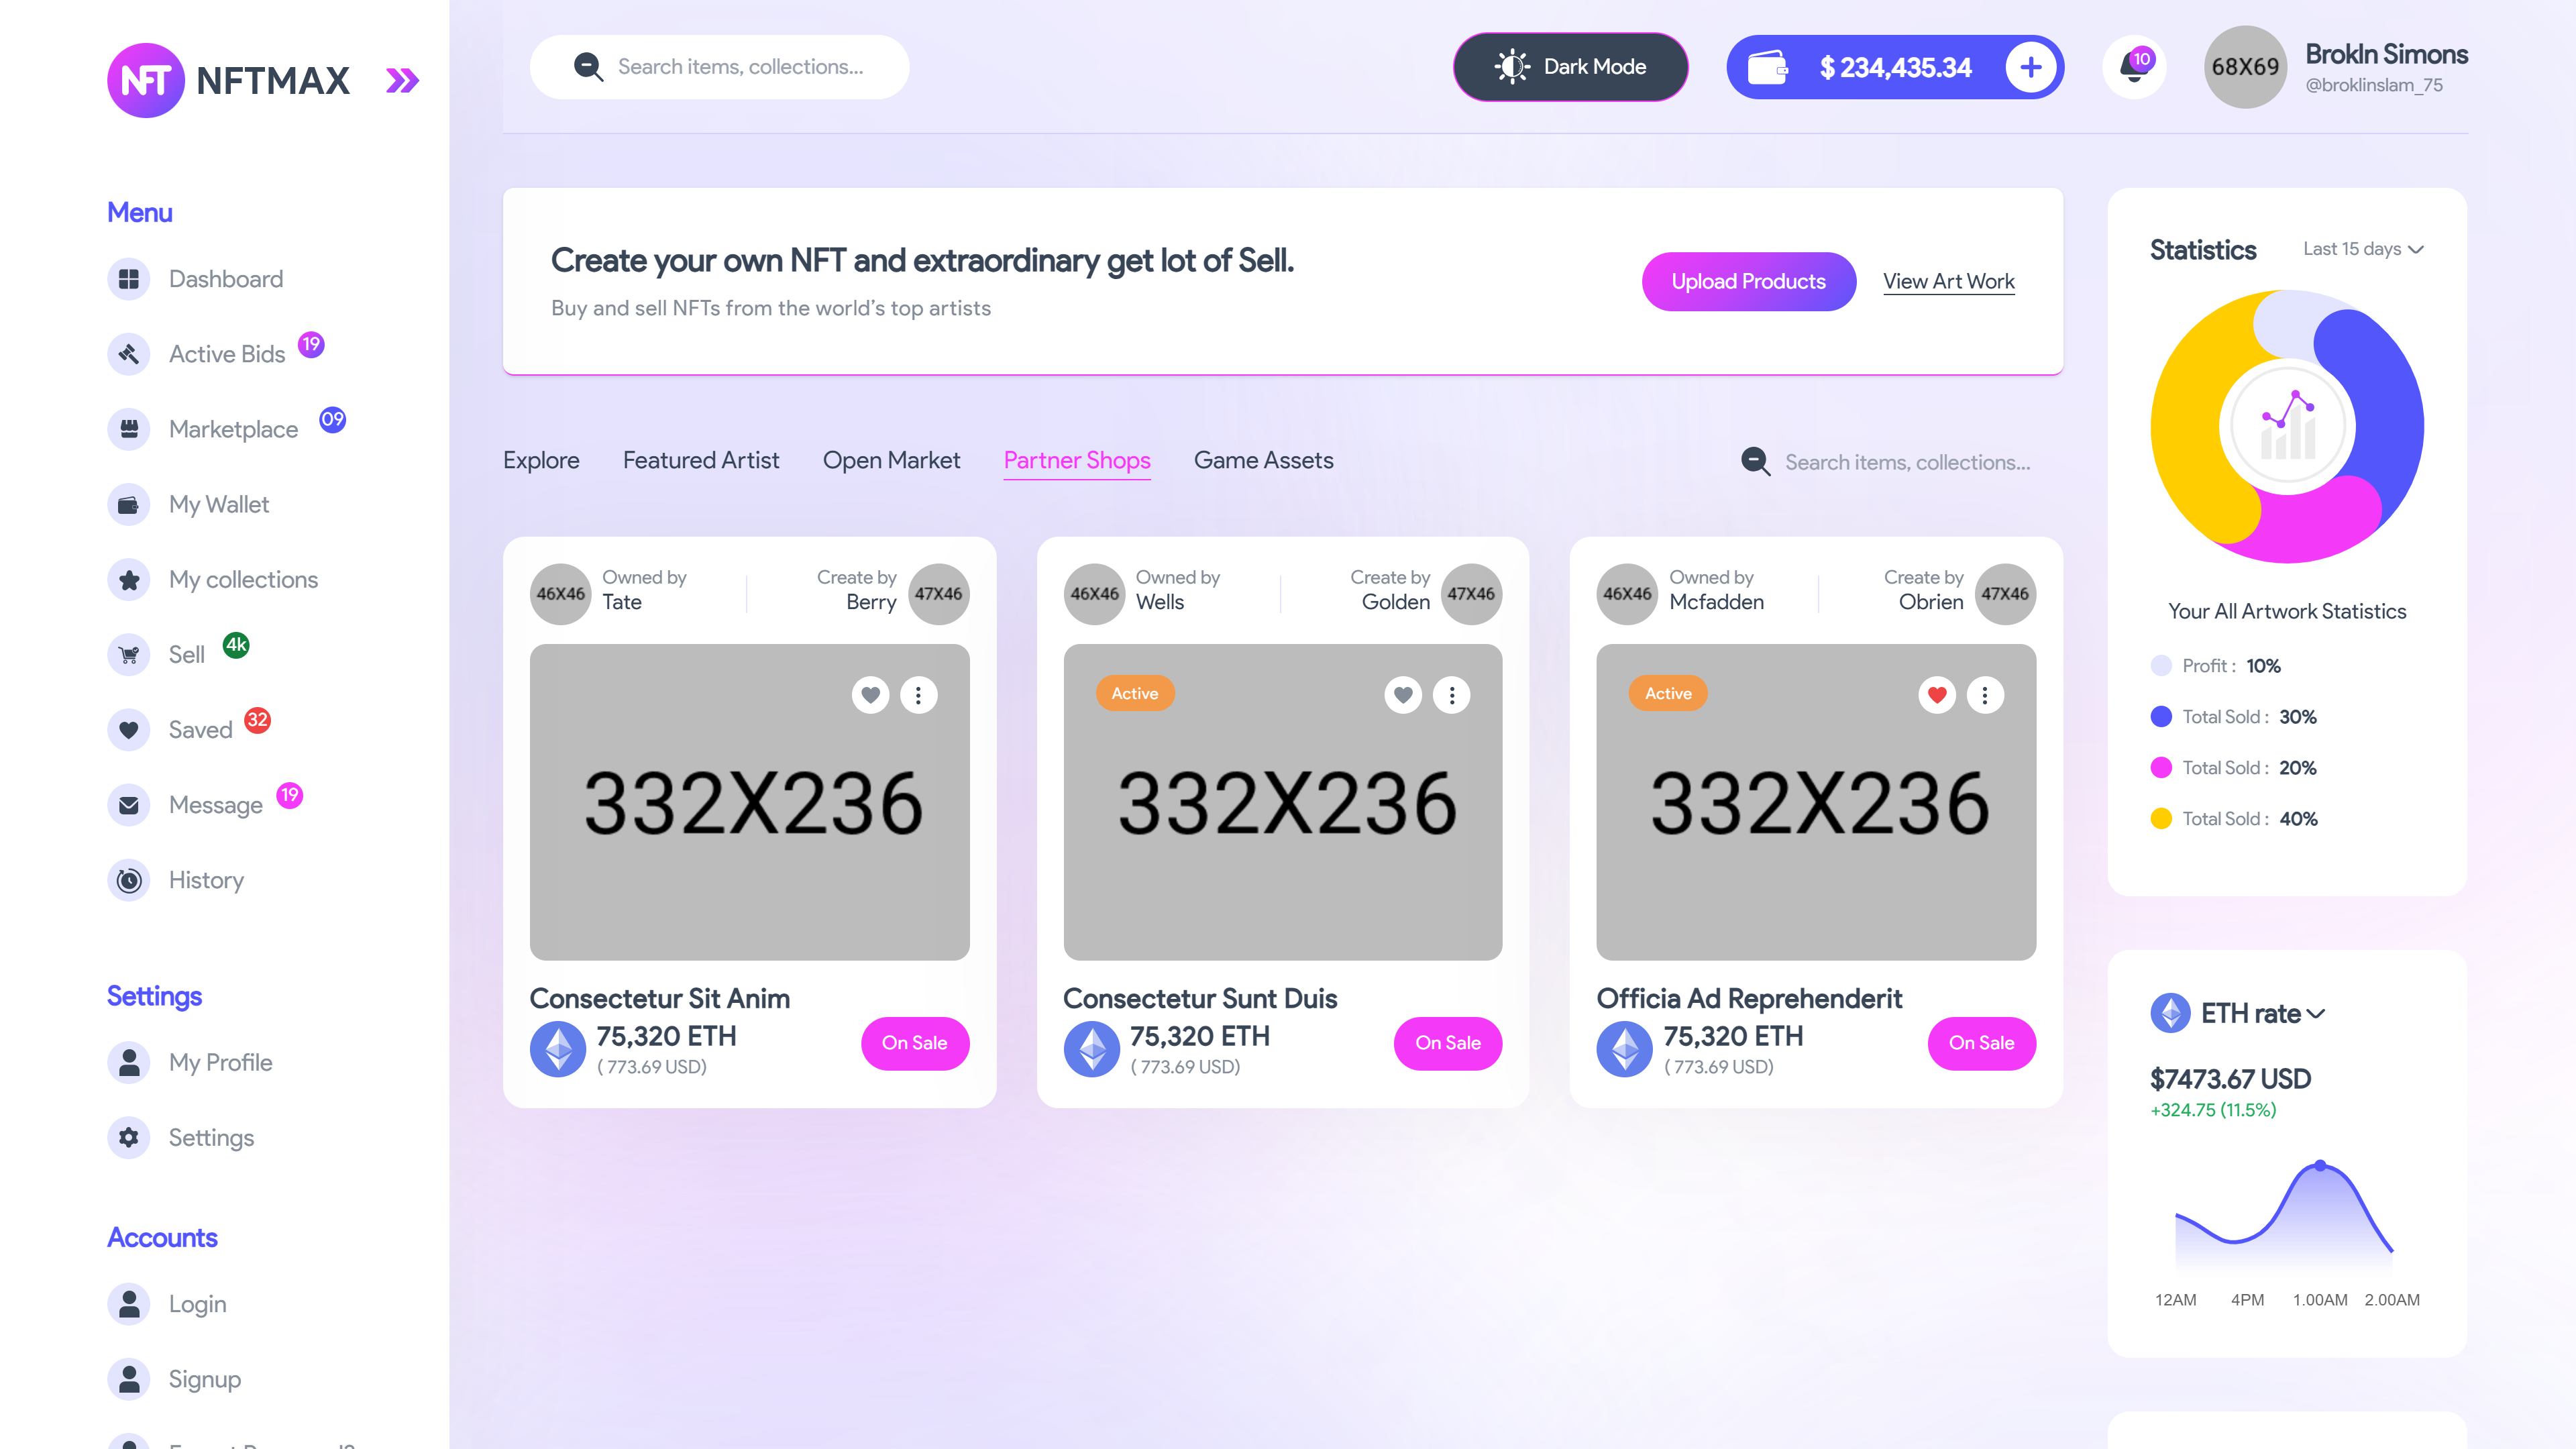 NFT NFTMAX
Search items, collections...
Dark Mode
$ 234,435.34
10
68X69
Brokln Simons
@broklinslam_75
Menu
Dashboard
Active Bids 19
Marketplace 09
My Wallet
My collections
Sell 4k
Saved 32
Message 19
History
Settings
My Profile
Settings
Accounts
Login
Signup
Create your own NFT and extraordinary get lot of Sell.
Buy and sell NFTs from the world's top artists
Upload Products
View Art Work
Explore
Featured Artist
Open Market
Partner Shops
Game Assets
Search items, collections...
46X46
Owned by
Tate
Create by
Berry
47X46
332X236
Consectetur Sit Anim
75,320 ETH
( 773.69 USD)
On Sale
46X46
Owned by
Wells
Create by
Golden
47X46
Active
332X236
Consectetur Sunt Duis
75,320 ETH
( 773.69 USD)
On Sale
46X46
Owned by
Mcfadden
Create by
Obrien
47X46
Active
332X236
Officia Ad Reprehenderit
75,320 ETH
( 773.69 USD)
On Sale
Statistics
Last 15 days
Your All Artwork Statistics
Profit : 10%
Total Sold : 30%
Total Sold : 20%
Total Sold : 40%
ETH rate
$7473.67 USD
+324.75 (11.5%)
12AM 4PM 1.00AM 2.00AM